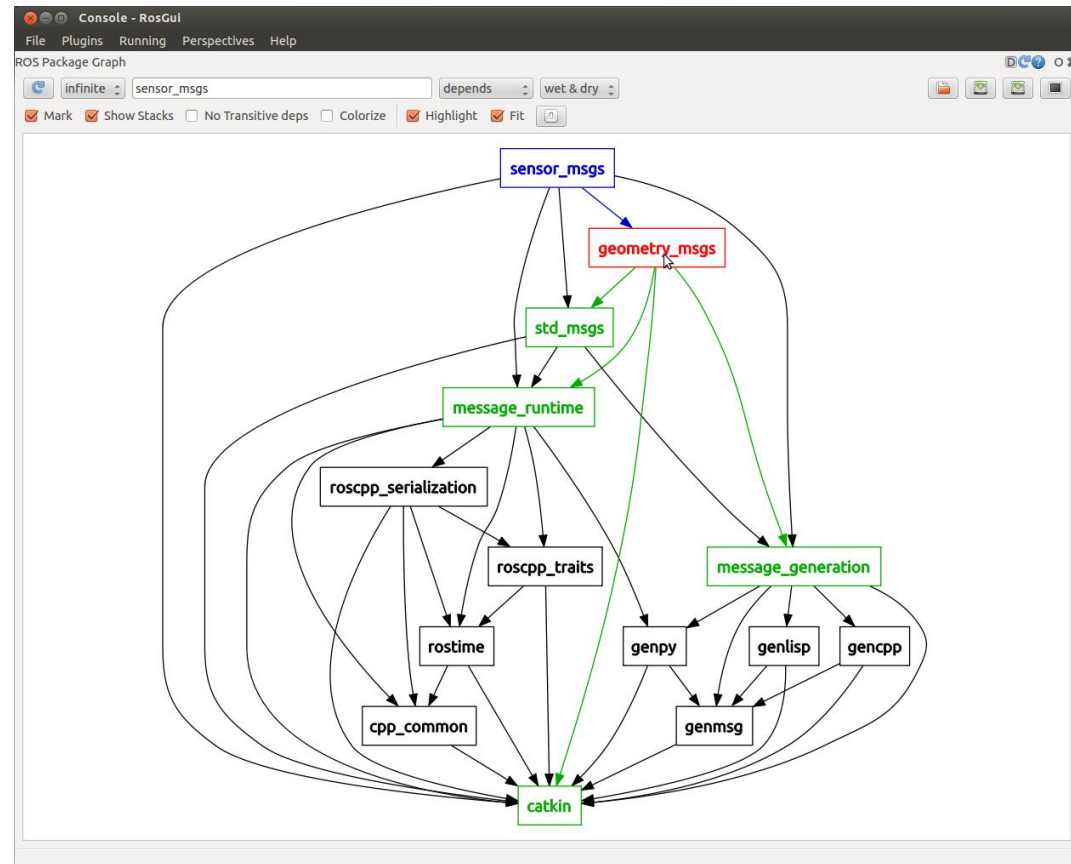 Console - RosGui
File Plugins Running Perspectives Help
ROS Package Graph
D C ? O
infinite sensor_msgs depends wet & dry
Mark Show Stacks No Transitive deps Colorize Highlight Fit
sensor_msgs
geometry_msgs
std_msgs
message_runtime
roscpp_serialization
roscpp_traits message_generation
rostime genpy genlisp gencpp
cpp_common genmsg
catkin